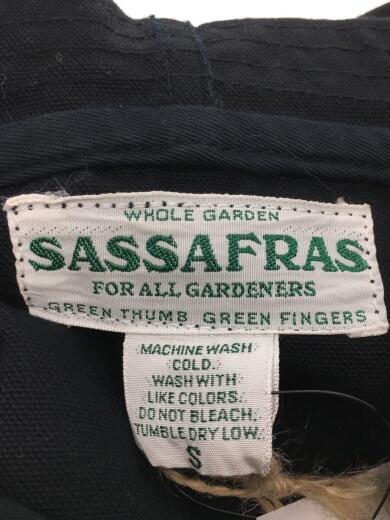 WHOLE GARDEN
SASSAFRAS
FOR ALL GARDENERS
GREEN THUMB GREEN FINGERS
MACHINE WASH
COLD.
WASH WITH
LIKE COLORS.
DO NOT BLEACH.
TUMBLE DRY LOW.
S